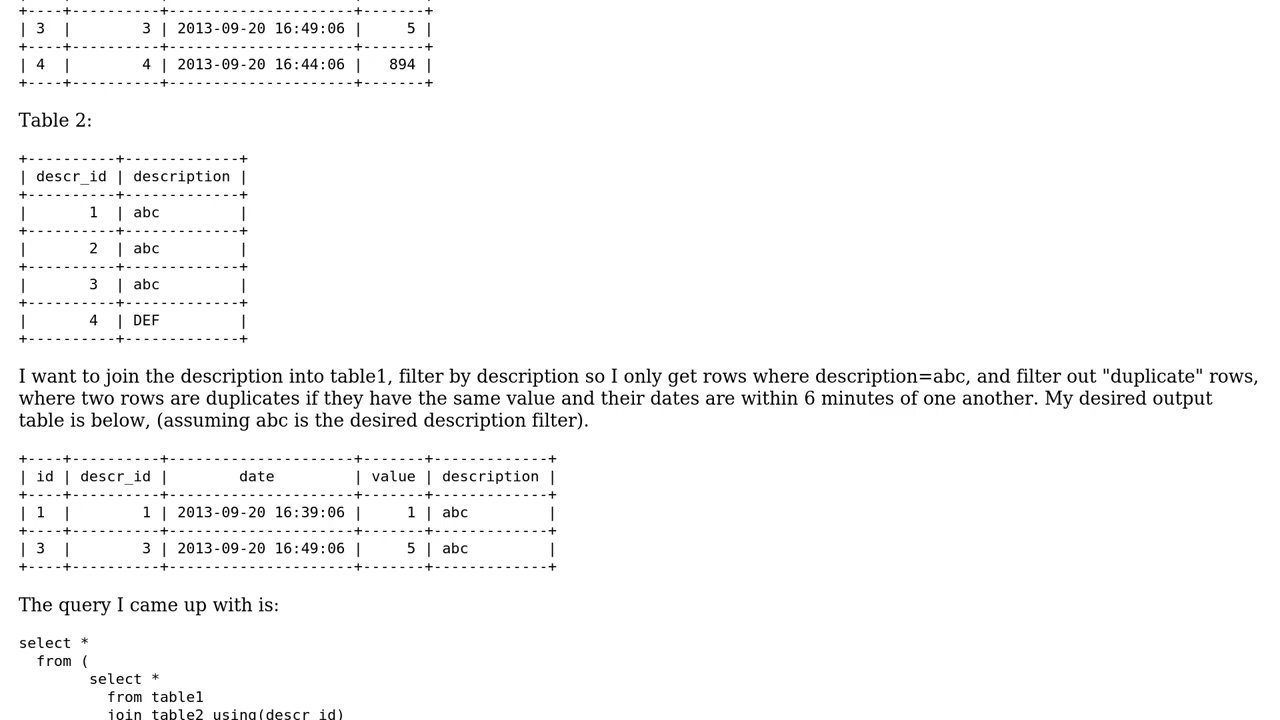 +----+----------+---------------------+-------+
| 3  |        3 | 2013-09-20 16:49:06 |     5 |
+----+----------+---------------------+-------+
| 4  |        4 | 2013-09-20 16:44:06 |   894 |
+----+----------+---------------------+-------+
Table 2:
+----------+-------------+
| descr_id | description |
+----------+-------------+
|       1  | abc         |
+----------+-------------+
|       2  | abc         |
+----------+-------------+
|       3  | abc         |
+----------+-------------+
|       4  | DEF         |
+----------+-------------+
I want to join the description into table1, filter by description so I only get rows where description=abc, and filter out "duplicate" rows,
where two rows are duplicates if they have the same value and their dates are within 6 minutes of one another. My desired output
table is below, (assuming abc is the desired description filter).
+----+----------+---------------------+-------+-------------+
| id | descr_id |        date         | value | description |
+----+----------+---------------------+-------+-------------+
| 1  |        1 | 2013-09-20 16:39:06 |     1 | abc         |
+----+----------+---------------------+-------+-------------+
| 3  |        3 | 2013-09-20 16:49:06 |     5 | abc         |
+----+----------+---------------------+-------+-------------+
The query I came up with is:
select *
  from (
        select *
          from table1
          join table2 using(descr_id)